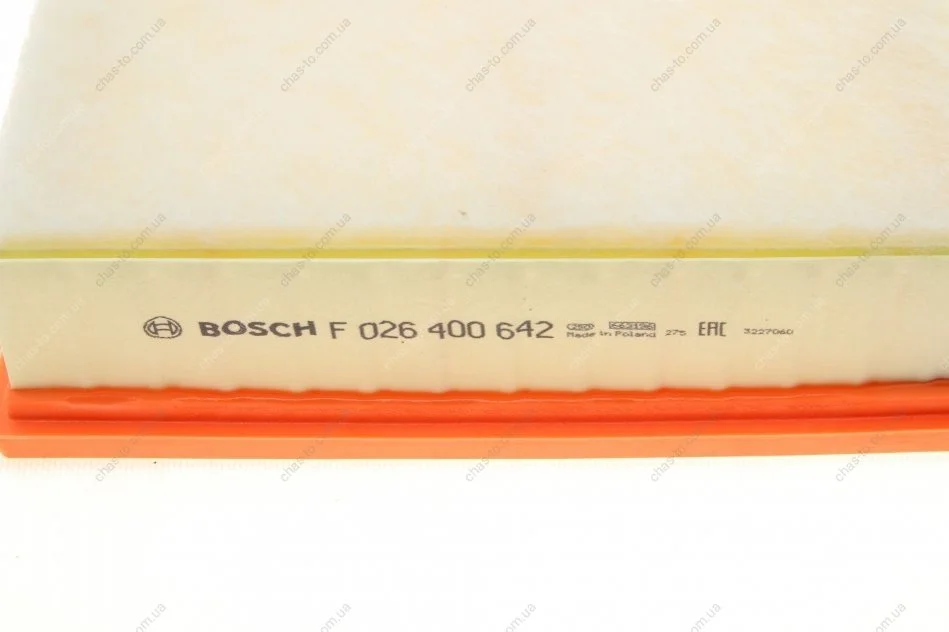 BOSCH F 026 400 642
Made in Poland 275 EAC 3227060
chas-to.com.ua